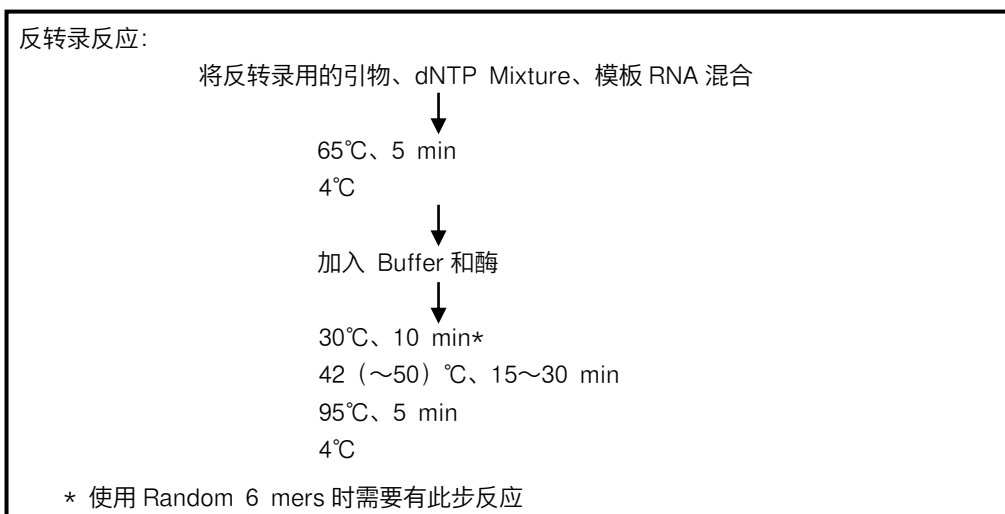 反转录反应：
将反转录用的引物、dNTP Mixture、模板 RNA 混合
65℃、5 min
4℃
加入 Buffer 和酶
30℃、10 min*
42（～50）℃、15～30 min
95℃、5 min
4℃
* 使用 Random 6 mers 时需要有此步反应